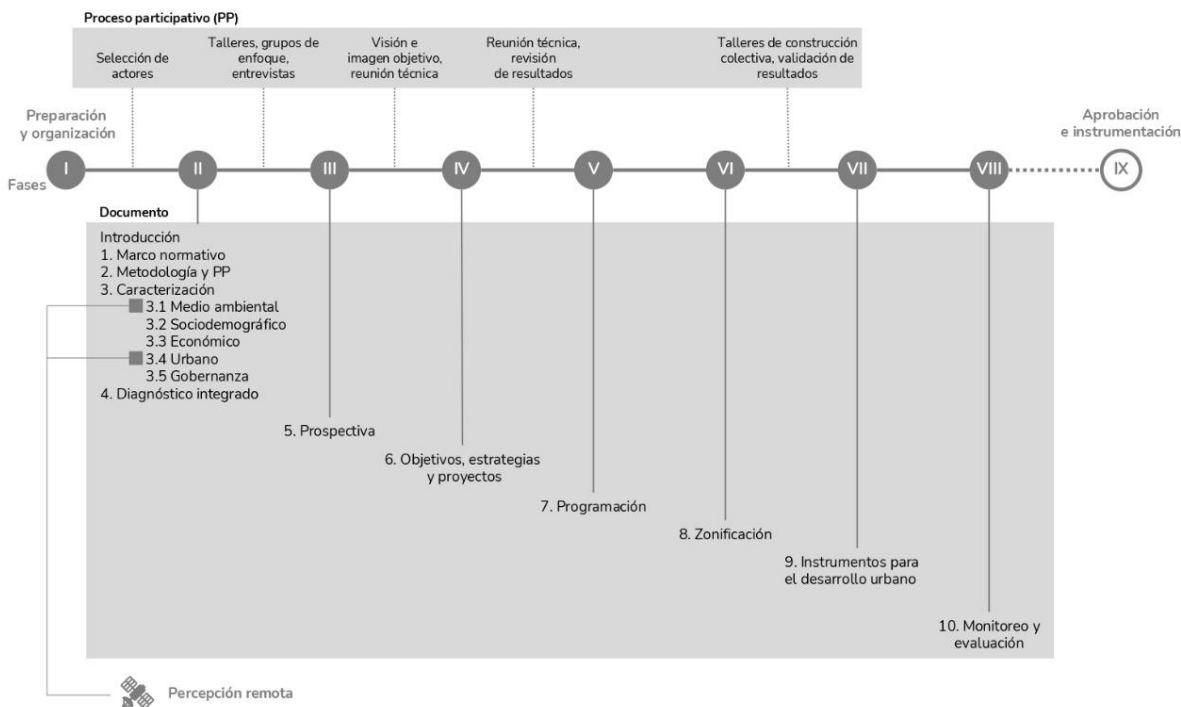 Proceso participativo (PP)
Selección de
actores
Talleres, grupos de
enfoque,
entrevistas
Visión e
imagen objetivo,
reunión técnica
Reunión técnica,
revisión
de resultados
Talleres de construcción
colectiva, validación de
resultados
Preparación
y organización
Aprobación
e instrumentación
Fases
I
II
III
IV
V
VI
VII
VIII
IX
Documento
Introducción
1. Marco normativo
2. Metodología y PP
3. Caracterización
3.1 Medio ambiental
3.2 Sociodemográfico
3.3 Económico
3.4 Urbano
3.5 Gobernanza
4. Diagnóstico integrado
5. Prospectiva
6. Objetivos, estrategias
y proyectos
7. Programación
8. Zonificación
9. Instrumentos para
el desarrollo urbano
10. Monitoreo y
evaluación
Percepción remota